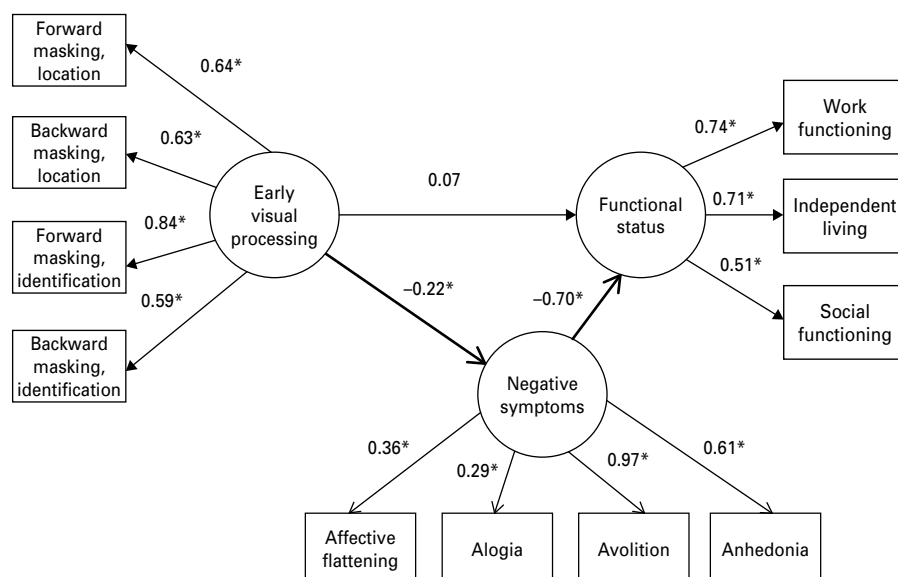 Forward
masking,
location
0.64*
Backward
masking,
location
0.63*
Forward
masking,
identification
0.84*
Backward
masking,
identification
0.59*
Early
visual
processing
0.07
–0.22*
Functional
status
–0.70*
0.74*
Work
functioning
0.71*
Independent
living
0.51*
Social
functioning
Negative
symptoms
0.36*
0.29*
0.97*
0.61*
Affective
flattening
Alogia
Avolition
Anhedonia